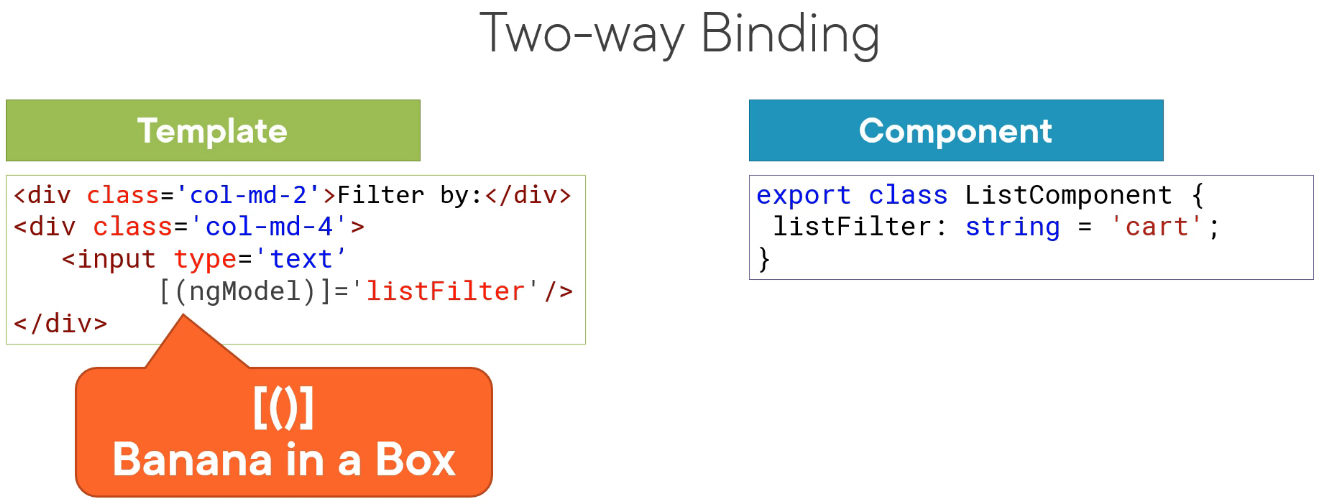 Two-way Binding
Template
<div class='col-md-2'>Filter by:</div>
<div class='col-md-4'>
<input type='text’
[(ngModel)]='listFilter'/>
</div>
[()]
Banana in a Box
Component
export class ListComponent {
listFilter: string = 'cart';
}